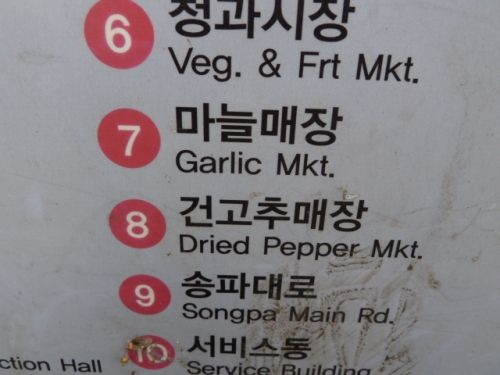 6 청과시장
Veg. & Frt Mkt.
7 마늘매장
Garlic Mkt.
8 건고추매장
Dried Pepper Mkt.
9 송파대로
Songpa Main Rd.
10 서비스동
ction Hall Service Building